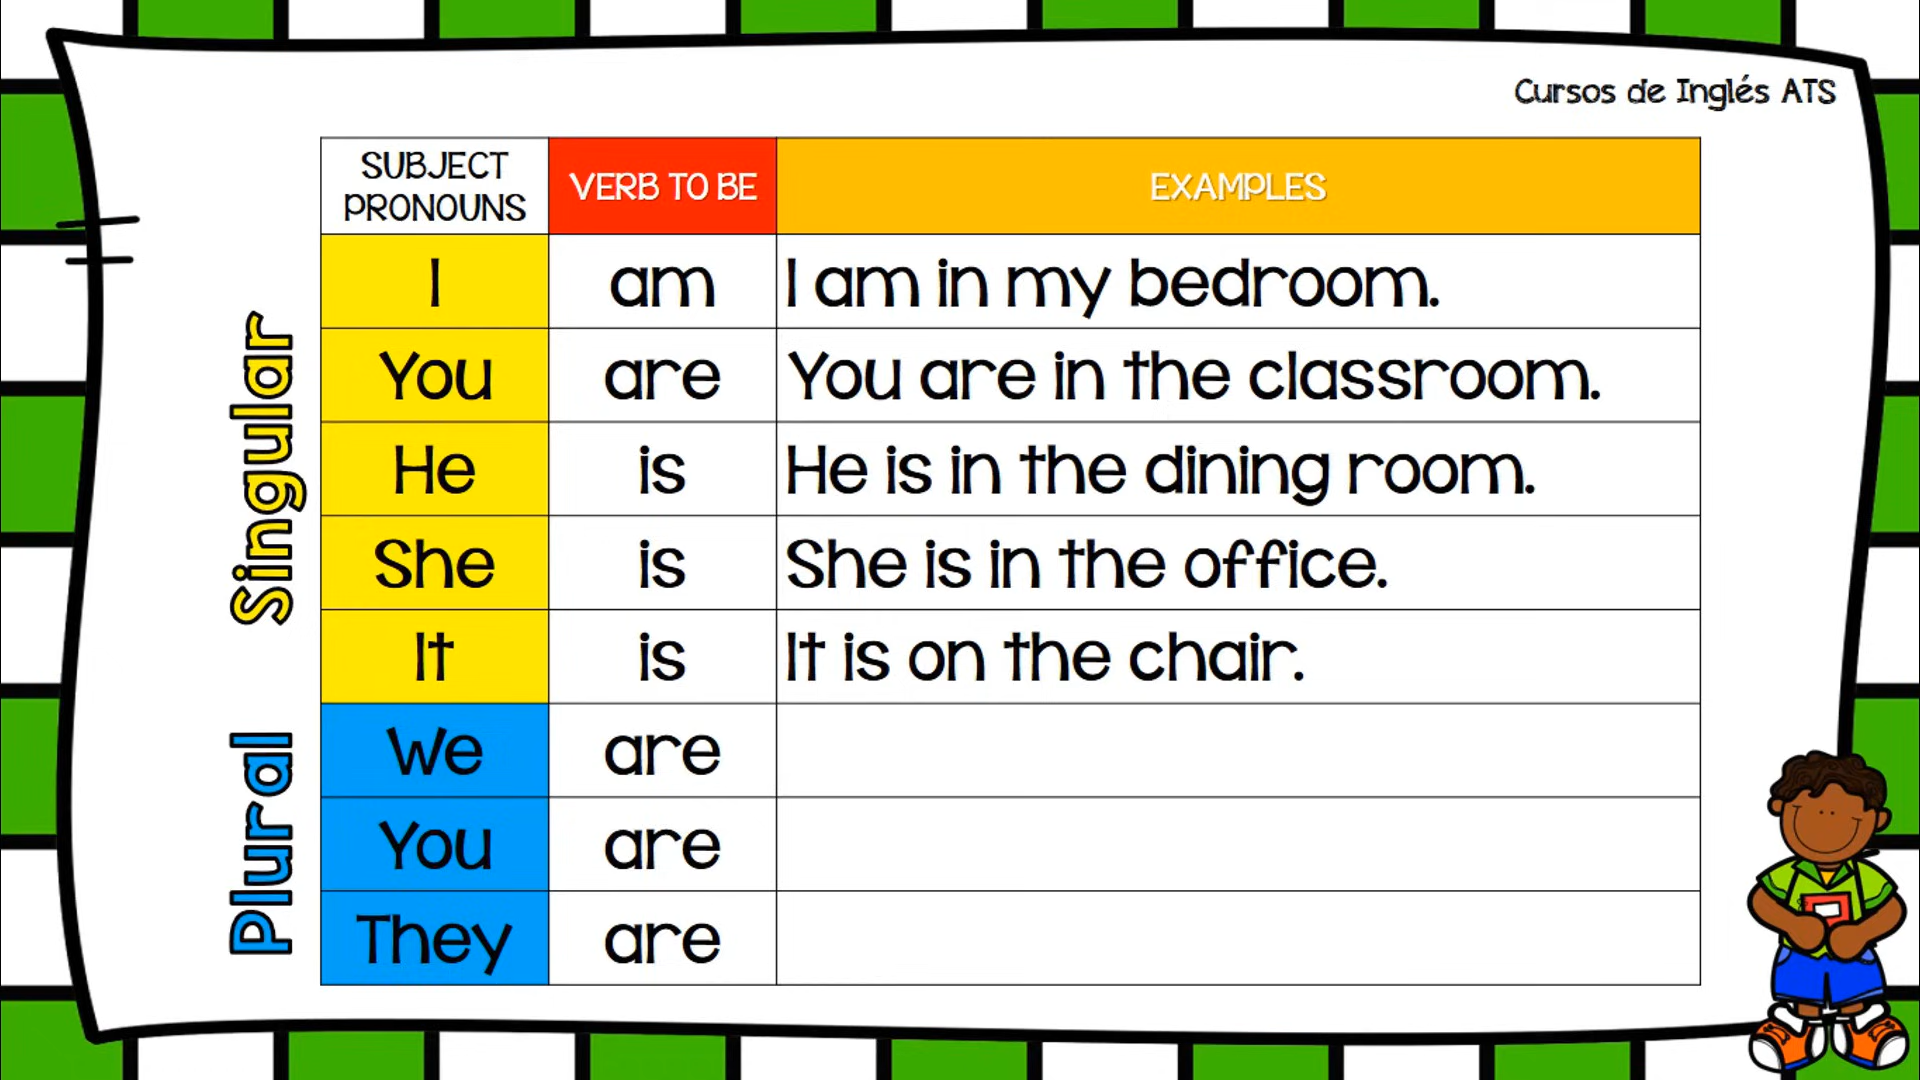 Cursos de Inglés ATS
SUBJECT
PRONOUNS
VERB TO BE
EXAMPLES
Singular
I am I am in my bedroom.
You are You are in the classroom.
He is He is in the dining room.
She is She is in the office.
It is It is on the chair.
Plural
We are
You are
They are